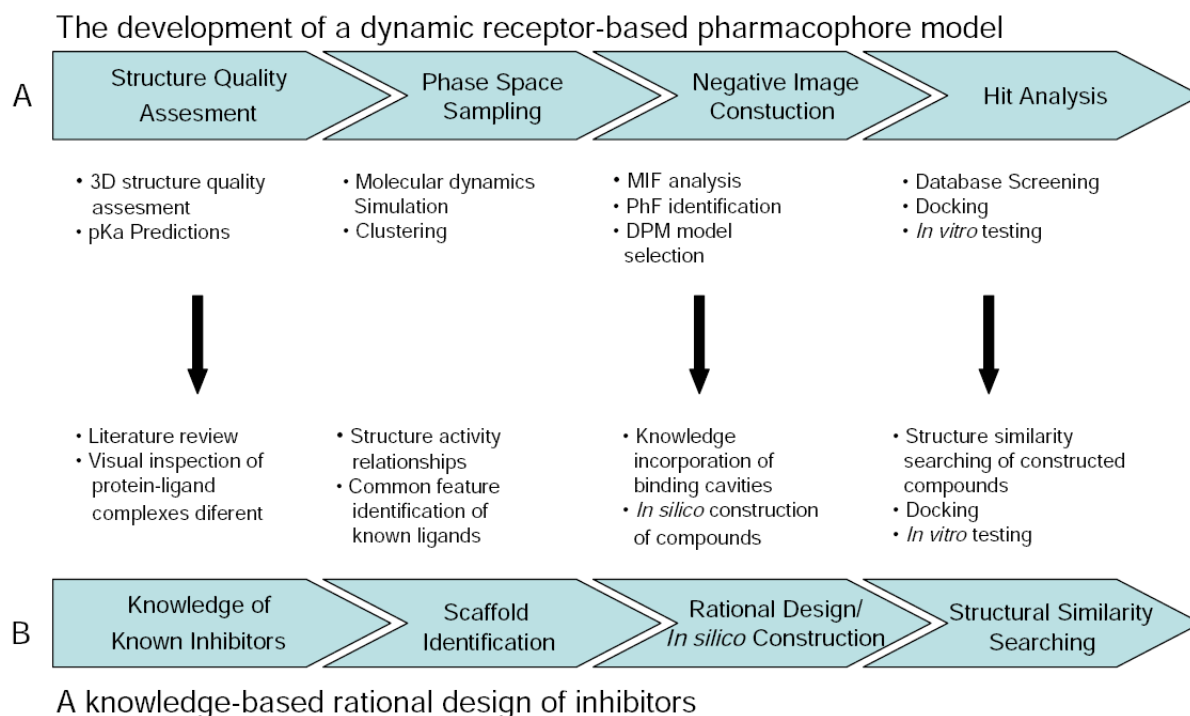 The development of a dynamic receptor-based pharmacophore model
A
Structure Quality
Assesment
Phase Space
Sampling
Negative Image
Constuction
Hit Analysis
• 3D structure quality
assesment
• pKa Predictions
• Molecular dynamics
Simulation
• Clustering
• MIF analysis
• PhF identification
• DPM model
selection
• Database Screening
• Docking
• In vitro testing
• Literature review
• Visual inspection of
protein-ligand
complexes diferent
• Structure activity
relationships
• Common feature
identification of
known ligands
• Knowledge
incorporation of
binding cavities
• In silico construction
of compounds
• Structure similarity
searching of constructed
compounds
• Docking
• In vitro testing
B
Knowledge of
Known Inhibitors
Scaffold
Identification
Rational Design/
In silico Construction
Structural Similarity
Searching
A knowledge-based rational design of inhibitors